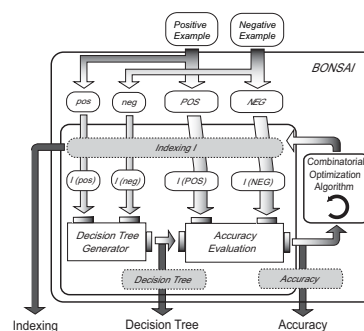 Positive
Example
Negative
Example
BONSAI
pos
neg
POS
NEG
Indexing I
I (pos)
I (neg)
I (POS)
I (NEG)
Combinatorial
Optimization
Algorithm
Decision Tree
Generator
Accuracy
Evaluation
Decision Tree
Accuracy
Indexing
Decision Tree
Accuracy